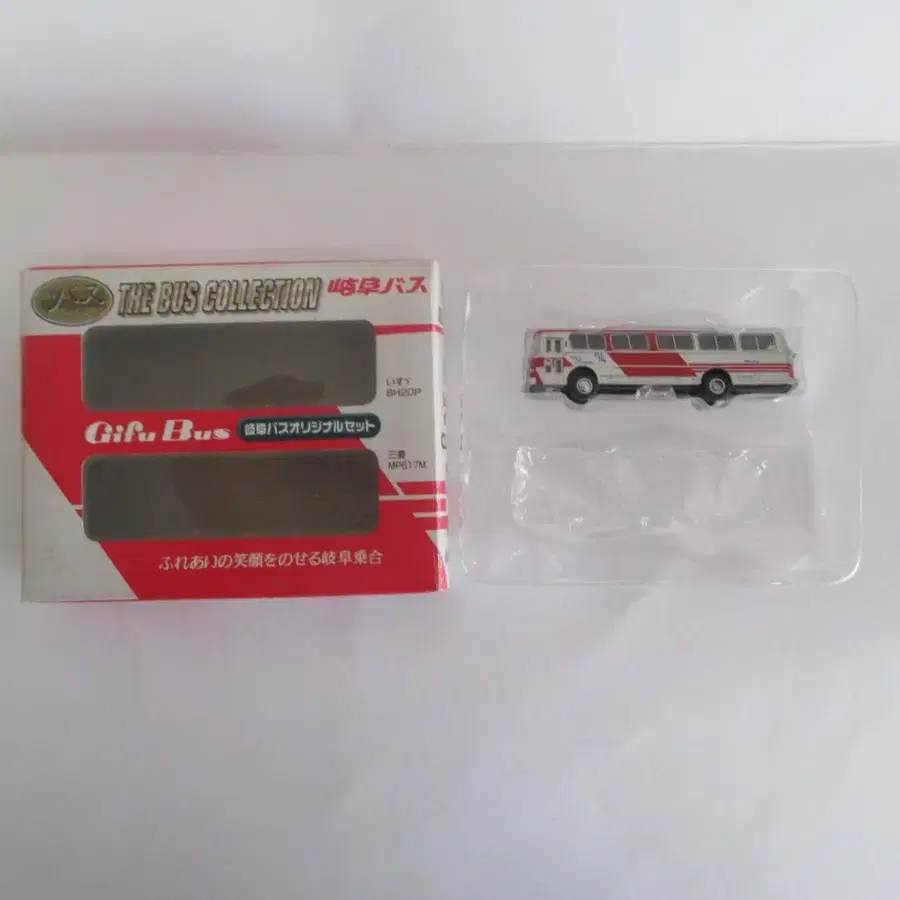 バス
THE BUS COLLECTION 岐阜バス
いすゞ
BH20P
Gifu Bus 岐阜バスオリジナルセット
三菱
MP617M
ふれあいの笑顔をのせる岐阜乗合